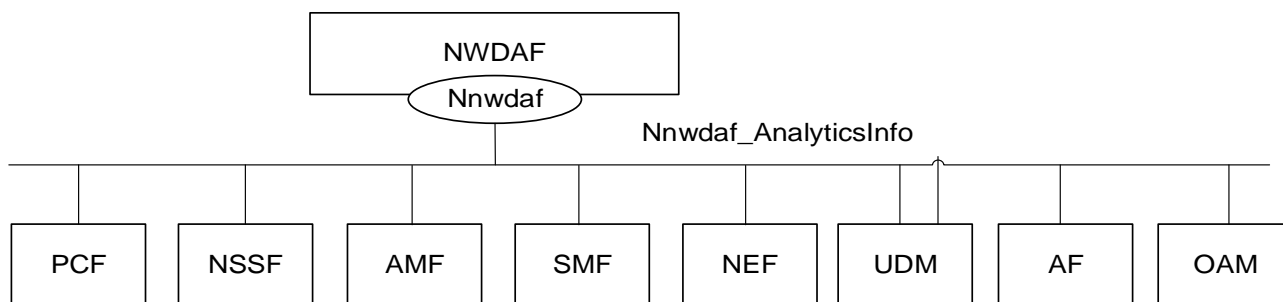 NWDAF
Nnwdaf
Nnwdaf_AnalyticsInfo
PCF NSSF AMF SMF NEF UDM AF OAM